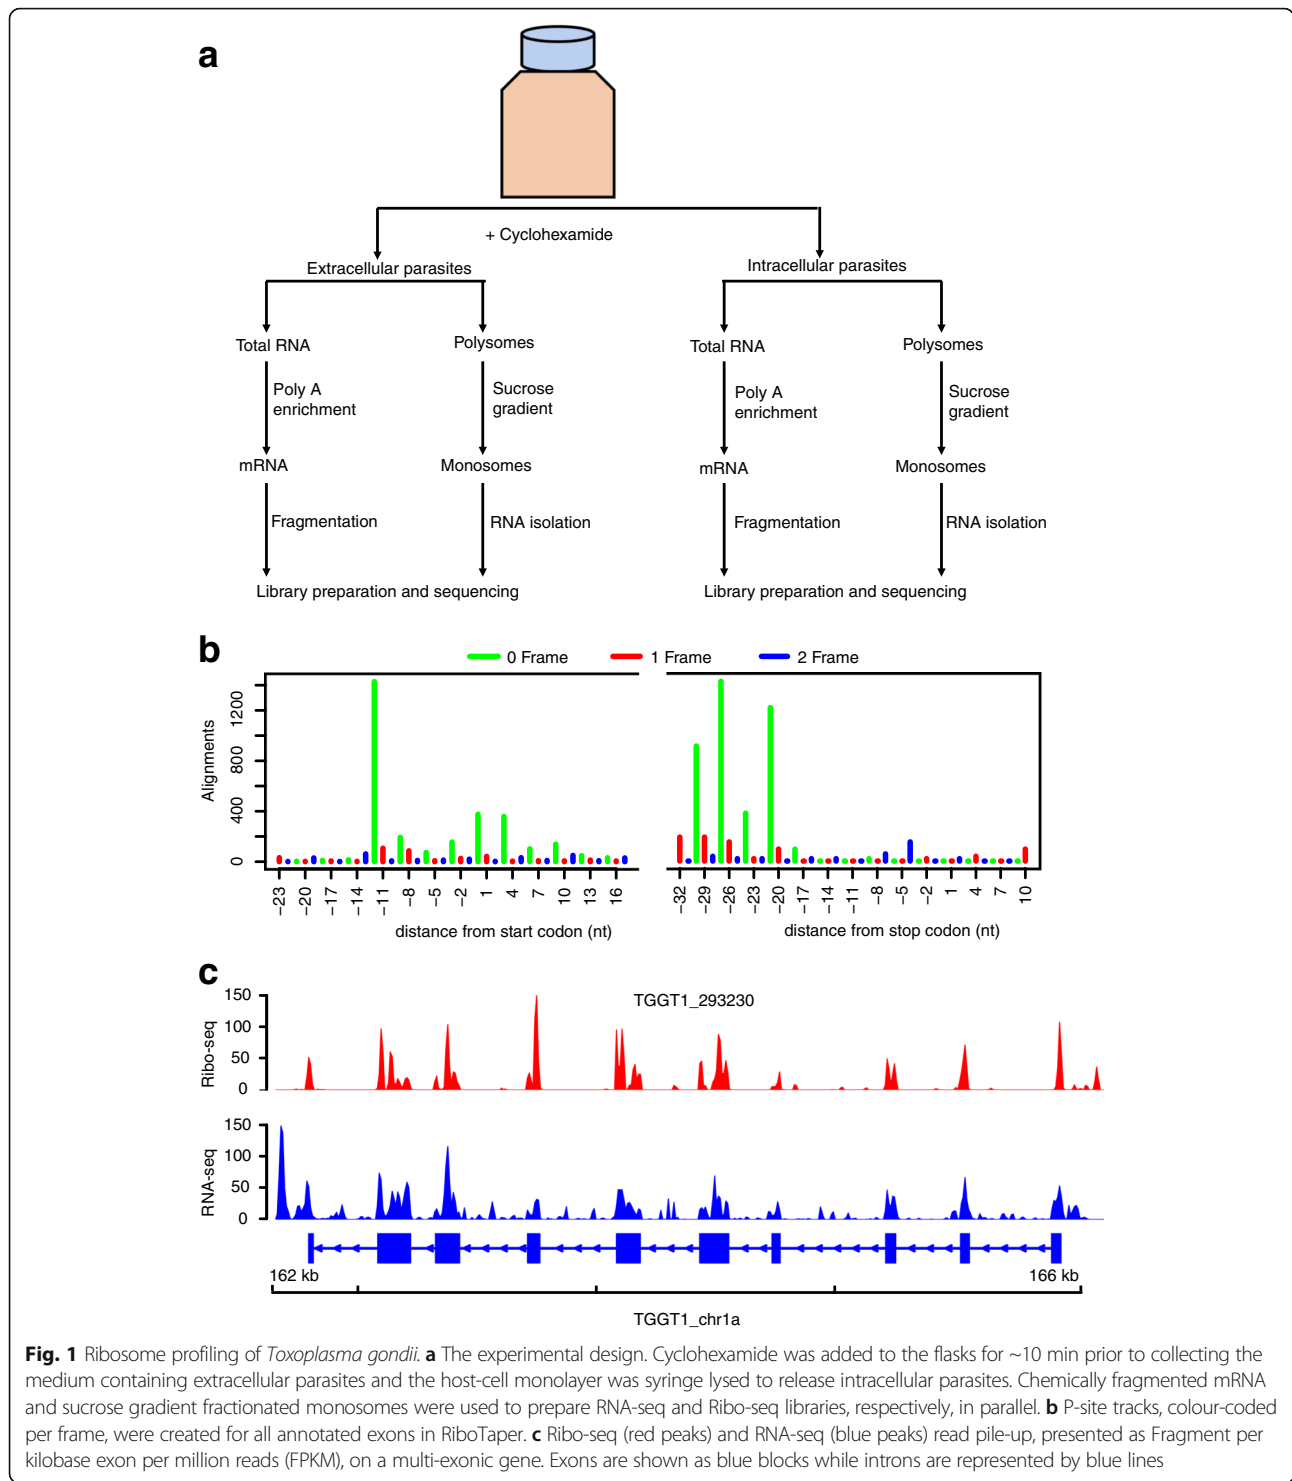 a
+ Cyclohexamide
Extracellular parasites
Intracellular parasites
Total RNA
Polysomes
Total RNA
Polysomes
Poly A
enrichment
Sucrose
gradient
Poly A
enrichment
Sucrose
gradient
mRNA
Monosomes
mRNA
Monosomes
Fragmentation
RNA isolation
Fragmentation
RNA isolation
Library preparation and sequencing
Library preparation and sequencing
b
0 Frame
1 Frame
2 Frame
Alignments
0 400 800 1200
-23 -20 -17 -14 -11 -8 -5 -2 1 4 7 10 13 16
distance from start codon (nt)
-32 -29 -26 -23 -20 -17 -14 -11 -8 -5 -2 1 4 7 10
distance from stop codon (nt)
c
TGGT1_293230
Ribo-seq
150
100
50
0
RNA-seq
150
100
50
0
162 kb
166 kb
TGGT1_chr1a
Fig. 1 Ribosome profiling of Toxoplasma gondii. a The experimental design. Cyclohexamide was added to the flasks for ~10 min prior to collecting the
medium containing extracellular parasites and the host-cell monolayer was syringe lysed to release intracellular parasites. Chemically fragmented mRNA
and sucrose gradient fractionated monosomes were used to prepare RNA-seq and Ribo-seq libraries, respectively, in parallel. b P-site tracks, colour-coded
per frame, were created for all annotated exons in RiboTaper. c Ribo-seq (red peaks) and RNA-seq (blue peaks) read pile-up, presented as Fragment per
kilobase exon per million reads (FPKM), on a multi-exonic gene. Exons are shown as blue blocks while introns are represented by blue lines